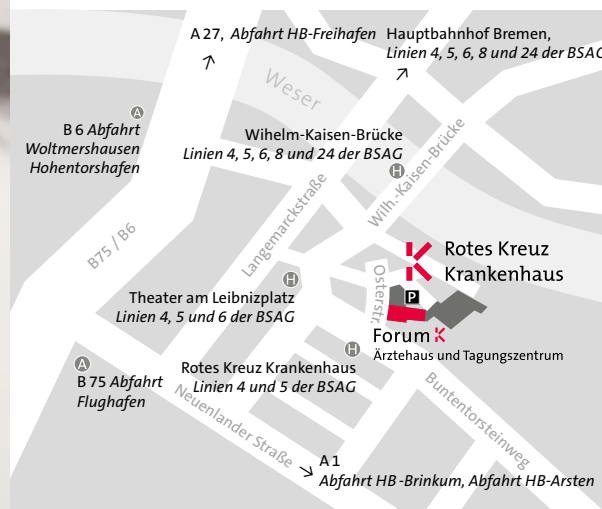 A 27, Abfahrt HB-Freihafen
Hauptbahnhof Bremen,
Linien 4, 5, 6, 8 und 24 der BSAG
Weser
A
B 6 Abfahrt
Woltmershausen
Hohentorshafen
Wihelm-Kaisen-Brücke
Linien 4, 5, 6, 8 und 24 der BSAG
H
Wilh.-Kaisen-Brücke
Langemarckstraße
B75 / B6
Rotes Kreuz
Krankenhaus
Osterstr.
P
H
Theater am Leibnizplatz
Linien 4, 5 und 6 der BSAG
Forum K
Ärztehaus und Tagungszentrum
H
Rotes Kreuz Krankenhaus
Linien 4 und 5 der BSAG
A
B 75 Abfahrt
Flughafen
Neuenlander Straße
Buntentorsteinweg
A 1
Abfahrt HB -Brinkum, Abfahrt HB-Arsten